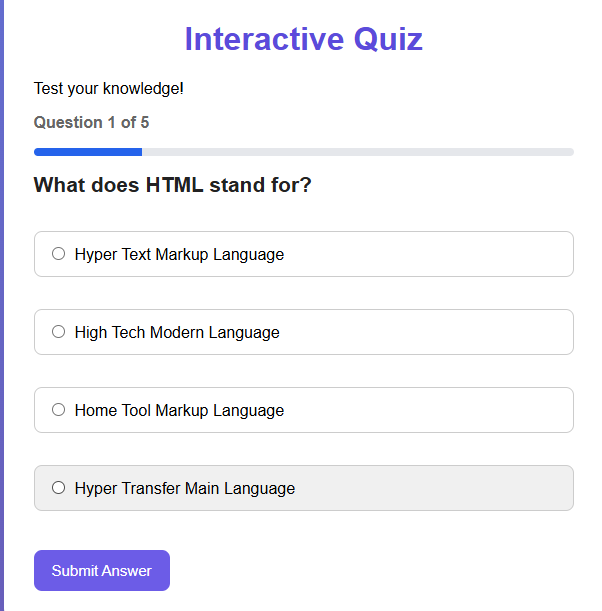 Interactive Quiz
Test your knowledge!
Question 1 of 5
What does HTML stand for?
Hyper Text Markup Language
High Tech Modern Language
Home Tool Markup Language
Hyper Transfer Main Language
Submit Answer